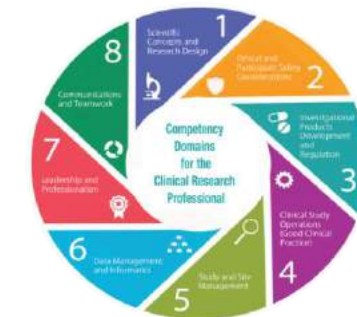 Competency
Domains
for the
Clinical Research
Professional
1
Scientific
Concepts and
Research Design
2
Ethical and
Participant Safety
Considerations
3
Investigational
Products
Development
and
Regulation
4
Clinical Study
Operations
(Good Clinical
Practice)
5
Study and Site
Management
6
Data Management
and Informatics
7
Leadership and
Professionalism
8
Communications
and Teamwork